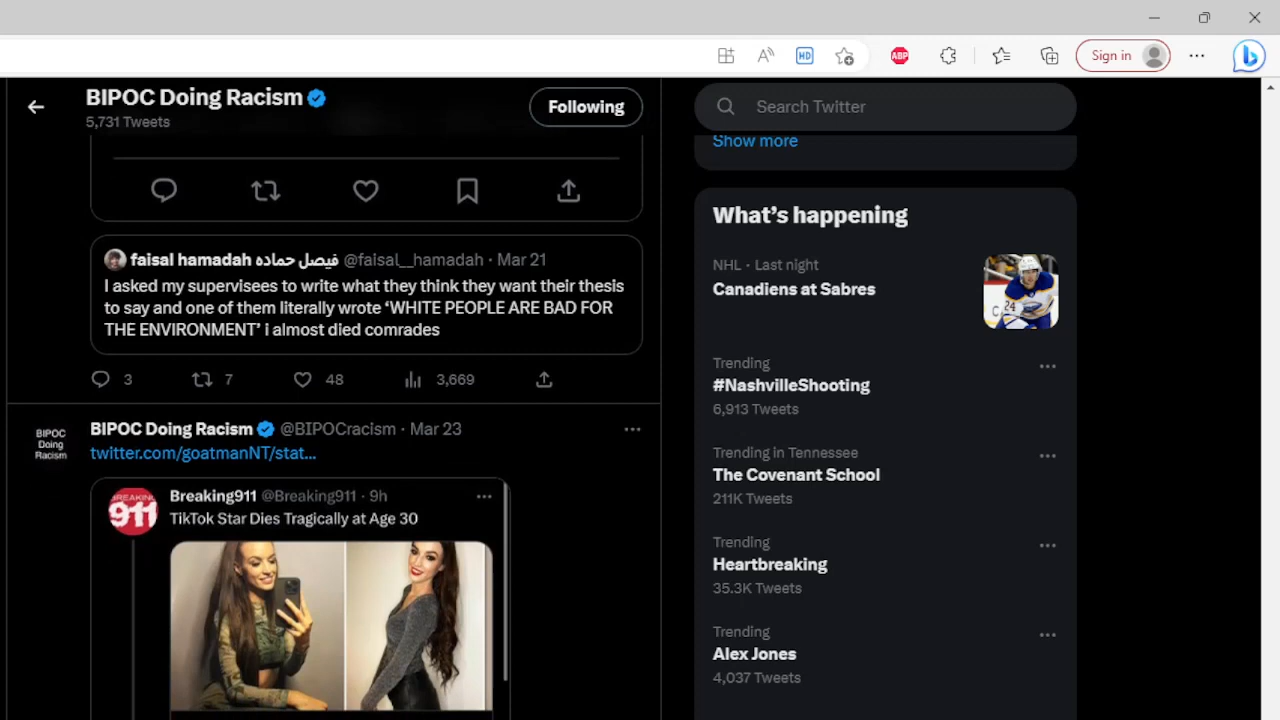 Sign in
BIPOC Doing Racism
5,731 Tweets
Following
faisal hamadah فيصل حماده @faisal__hamadah · Mar 21
I asked my supervisees to write what they think they want their thesis
to say and one of them literally wrote ‘WHITE PEOPLE ARE BAD FOR
THE ENVIRONMENT’ i almost died comrades
3
7
48
3,669
BIPOC
Doing
Racism
BIPOC Doing Racism @BIPOCracism · Mar 23
twitter.com/goatmanNT/stat...
BREAKING
911
Breaking911 @Breaking911 · 9h
TikTok Star Dies Tragically at Age 30
Search Twitter
Show more
What's happening
NHL · Last night
Canadiens at Sabres
24
Trending
#NashvilleShooting
6,913 Tweets
Trending in Tennessee
The Covenant School
211K Tweets
Trending
Heartbreaking
35.3K Tweets
Trending
Alex Jones
4,037 Tweets
HD
ABP